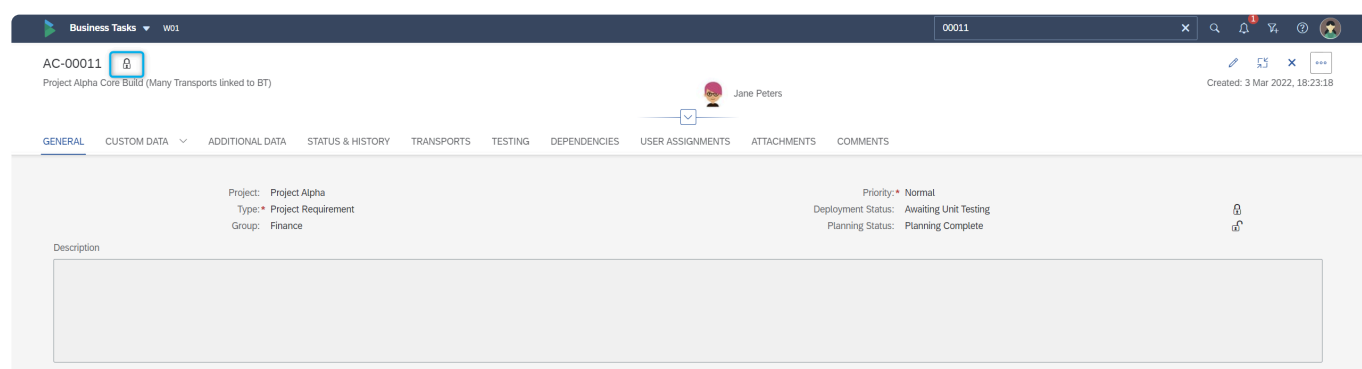 Business Tasks W01 00011 1
AC-00011
Project Alpha Core Build (Many Transports linked to BT) Created: 3 Mar 2022, 18:23:18
Jane Peters
GENERAL CUSTOM DATA ADDITIONAL DATA STATUS & HISTORY TRANSPORTS TESTING DEPENDENCIES USER ASSIGNMENTS ATTACHMENTS COMMENTS
Project: Project Alpha Priority:* Normal
Type:* Project Requirement Deployment Status: Awaiting Unit Testing
Group: Finance Planning Status: Planning Complete
Description